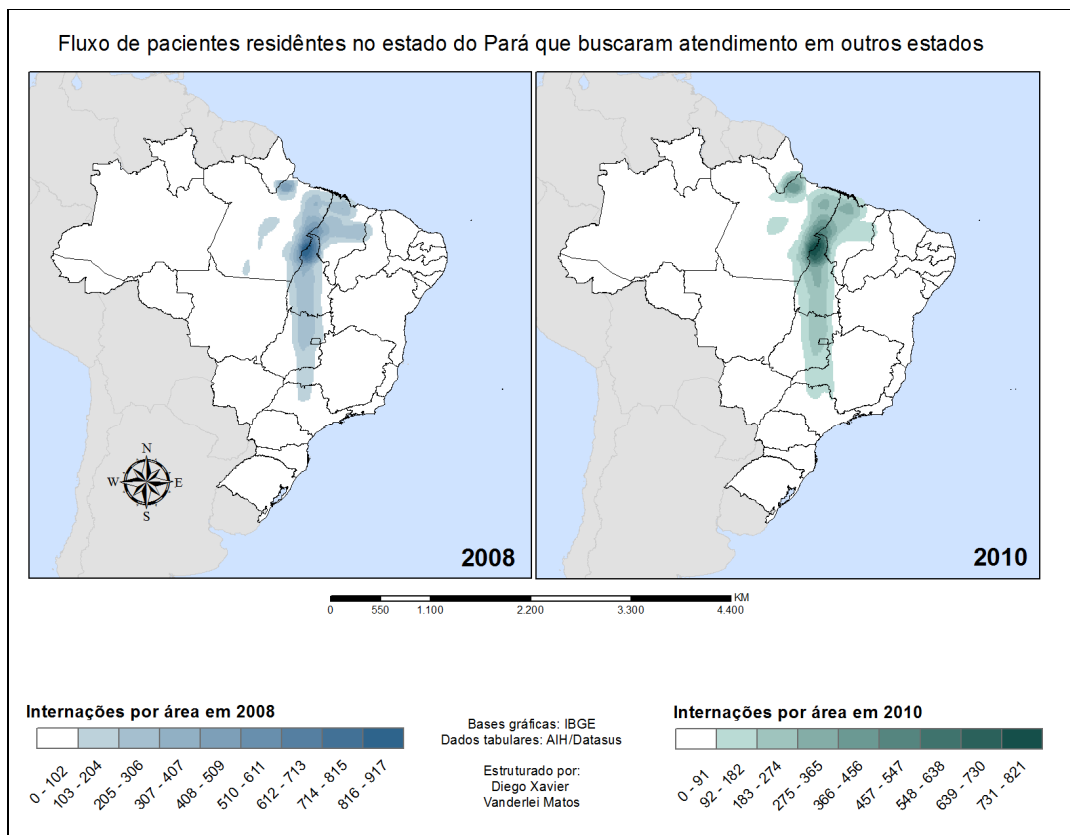 Fluxo de pacientes residêntes no estado do Pará que buscaram atendimento em outros estados
N
W E
S
2008
2010
KM
0 550 1.100 2.200 3.300 4.400
Internações por área em 2008
0 - 102
103 - 204
205 - 306
307 - 407
408 - 509
510 - 611
612 - 713
714 - 815
816 - 917
Bases gráficas: IBGE
Dados tabulares: AIH/Datasus
Estruturado por:
Diego Xavier
Vanderlei Matos
Internações por área em 2010
0 - 91
92 - 182
183 - 274
275 - 365
366 - 456
457 - 547
548 - 638
639 - 730
731 - 821